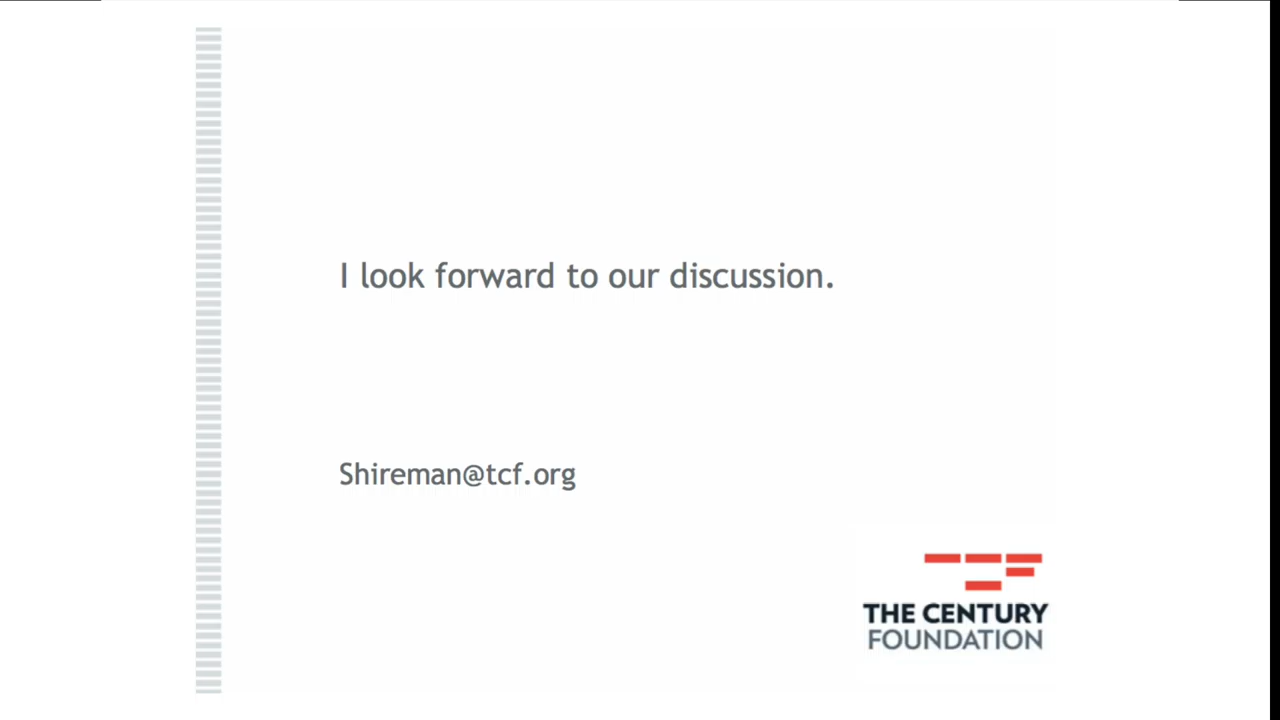 I look forward to our discussion.
Shireman@tcf.org
THE CENTURY
FOUNDATION